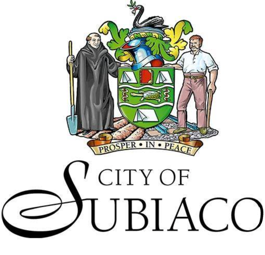 PROSPER • IN • PEACE
CITY OF
SUBIACO